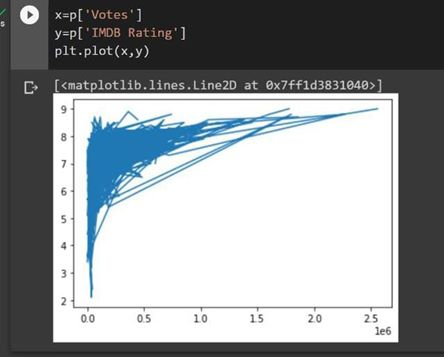 x=p['Votes']
y=p['IMDB Rating']
plt.plot(x,y)
[<matplotlib.lines.Line2D at 0x7ff1d3831040>]
9
8
7
6
5
4
3
2
0.0 0.5 1.0 1.5 2.0 2.5
1e6